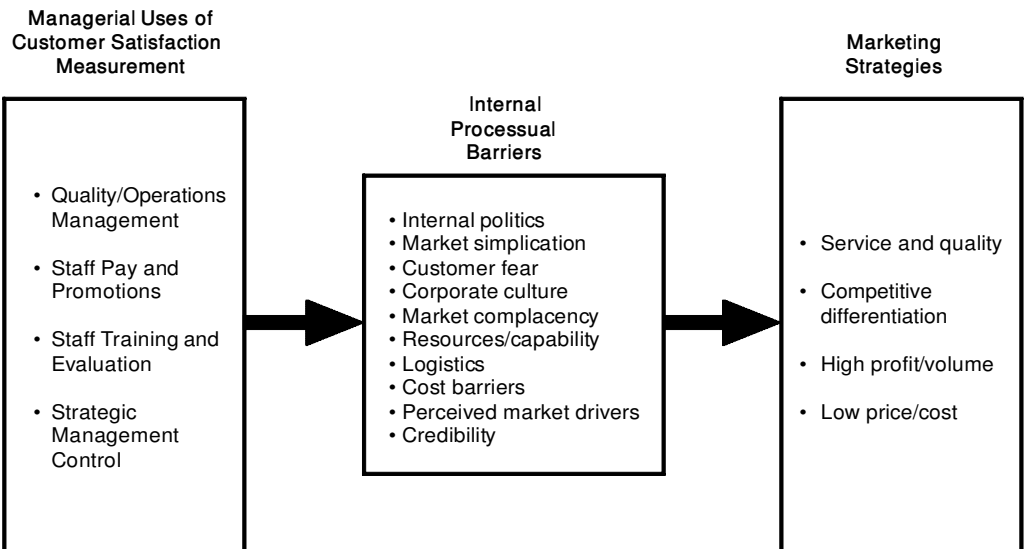 Managerial Uses of
Customer Satisfaction
Measurement
• Quality/Operations
Management
• Staff Pay and
Promotions
• Staff Training and
Evaluation
• Strategic
Management
Control
Internal
Processual
Barriers
• Internal politics
• Market simplication
• Customer fear
• Corporate culture
• Market complacency
• Resources/capability
• Logistics
• Cost barriers
• Perceived market drivers
• Credibility
Marketing
Strategies
• Service and quality
• Competitive
differentiation
• High profit/volume
• Low price/cost